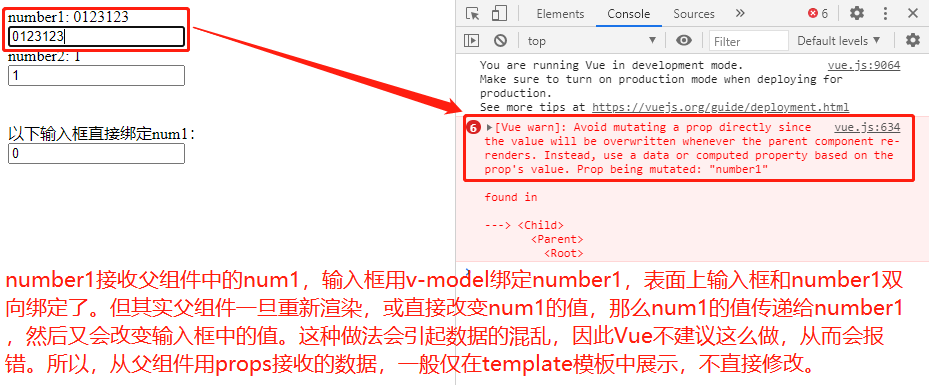 number1: 0123123
0123123
number2: 1
1
以下输入框直接绑定num1：
0
Elements Console Sources » 6
top Filter Default levels ▼
You are running Vue in development mode. vue.js:9064
Make sure to turn on production mode when deploying for
production.
See more tips at https://vuejs.org/guide/deployment.html
6 ▶[Vue warn]: Avoid mutating a prop directly since vue.js:634
the value will be overwritten whenever the parent component re-
renders. Instead, use a data or computed property based on the
prop's value. Prop being mutated: "number1"
found in
---> <Child>
<Parent>
<Root>
number1接收父组件中的num1，输入框用v-model绑定number1，表面上输入框和number1双
向绑定了。但其实父组件一旦重新渲染，或直接改变num1的值，那么num1的值传递给number1
，然后又会改变输入框中的值。这种做法会引起数据的混乱，因此Vue不建议这么做，从而会报
错。所以，从父组件用props接收的数据，一般仅在template模板中展示，不直接修改。